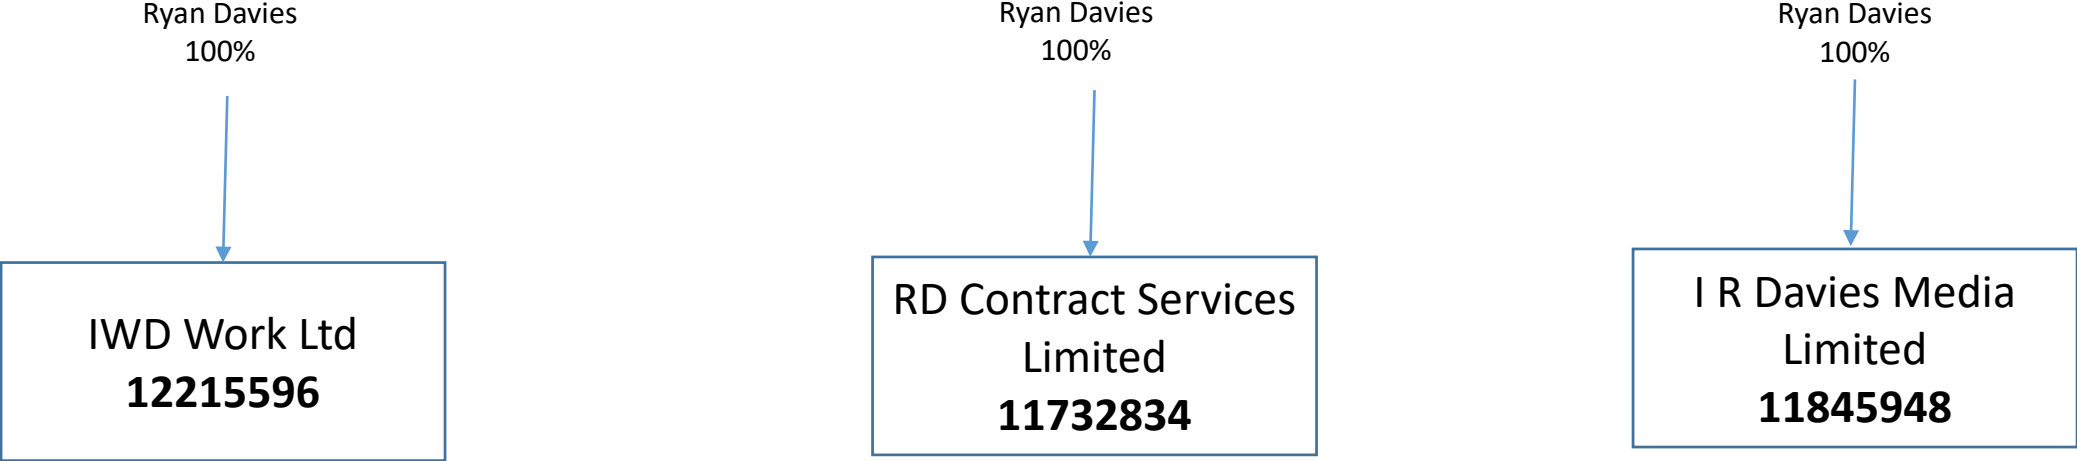 Ryan Davies
100%
IWD Work Ltd
12215596
Ryan Davies
100%
RD Contract Services
Limited
11732834
Ryan Davies
100%
I R Davies Media
Limited
11845948